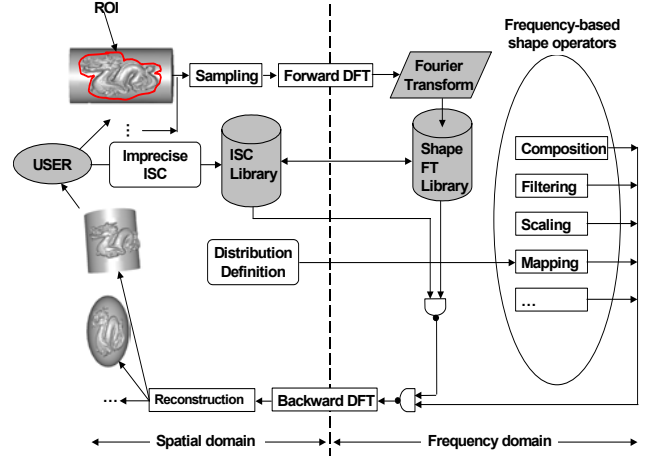 ROI
Frequency-based
shape operators
Sampling
Forward DFT
Fourier
Transform
...
USER
Imprecise
ISC
ISC
Library
Shape
FT
Library
Composition
Filtering
Scaling
Mapping
...
Distribution
Definition
...
Reconstruction
Backward DFT
Spatial domain
Frequency domain